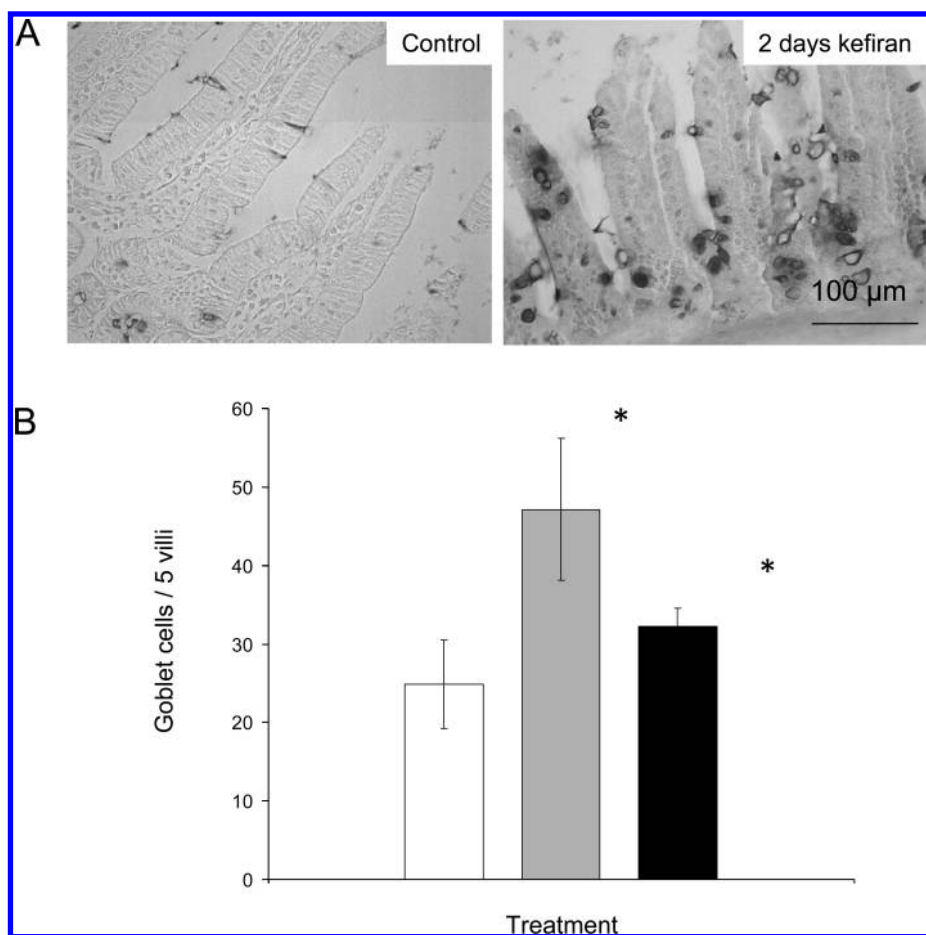 A
Control
2 days kefiran
100 μm
B
60
*
50
40
*
30
20
10
0
Goblet cells / 5 villi
Treatment